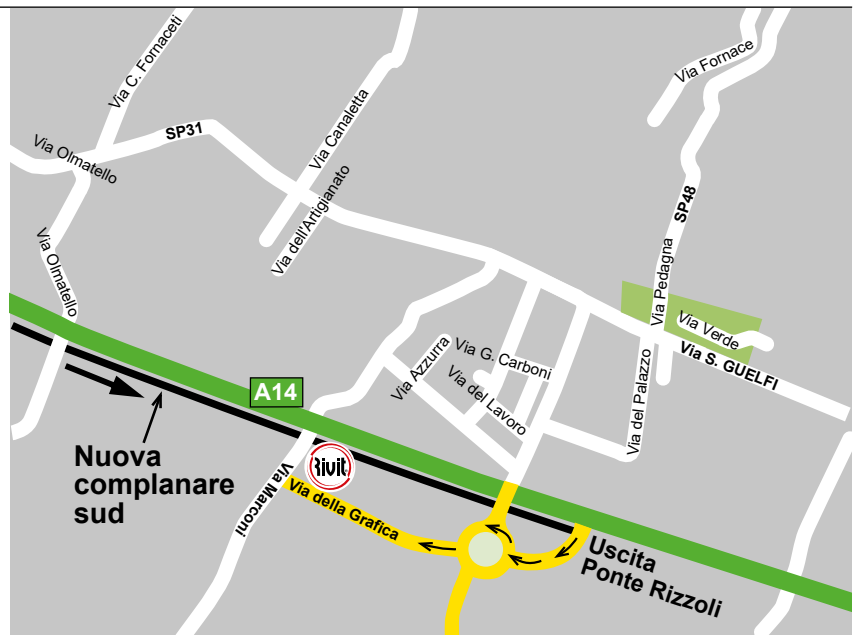 Via C. Fornaceti
Via Fornace
SP31
Via Canaletta
Via Olmatello
SP48
Via dell'Artigianato
Via Olmatello
Via Pedagna
Via Verde
Via Azzurra
Via G. Carboni
Via S. GUELFI
Via del Palazzo
Via del Lavoro
A14
Nuova
complanare
sud
Rivit
Via Marconi
Via della Grafica
Uscita
Ponte Rizzoli